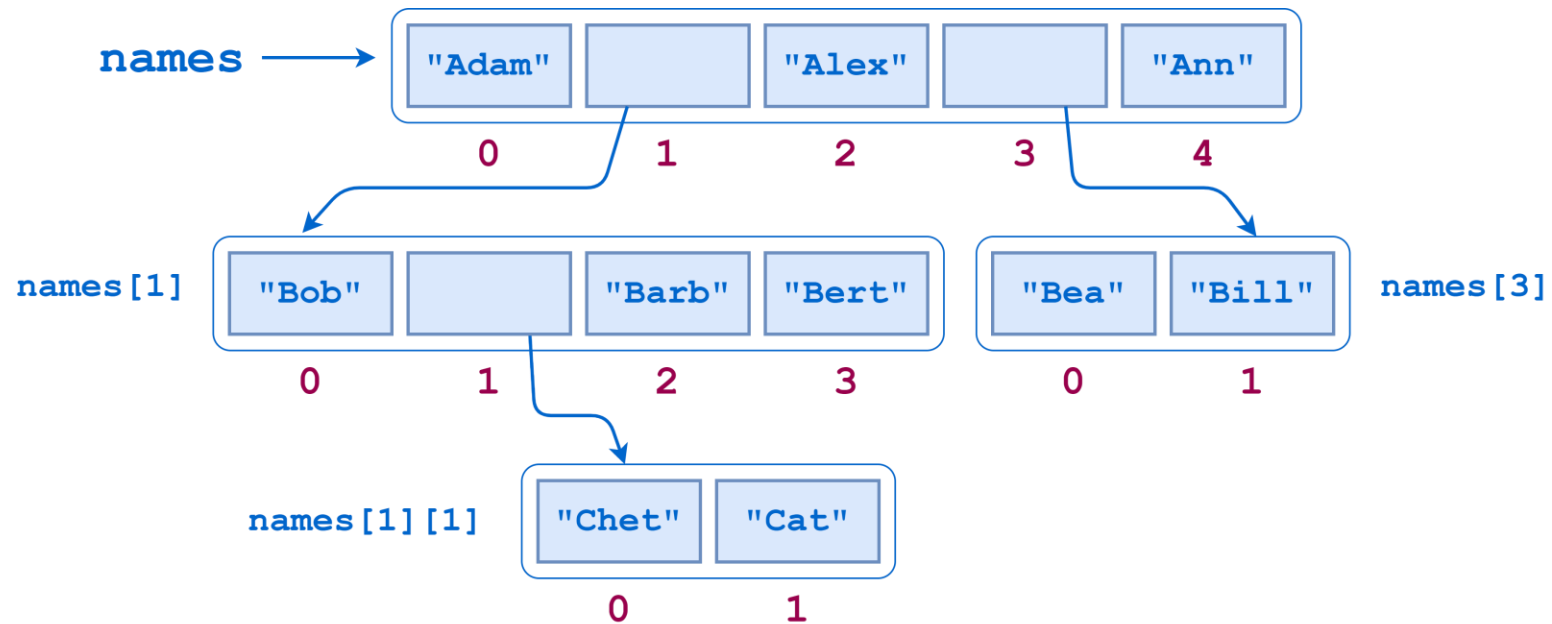 names "Adam" "Alex" "Ann"
0 1 2 3 4
names[1] "Bob" "Barb" "Bert" "Bea" "Bill" names[3]
0 1 2 3 0 1
names[1][1] "Chet" "Cat"
0 1